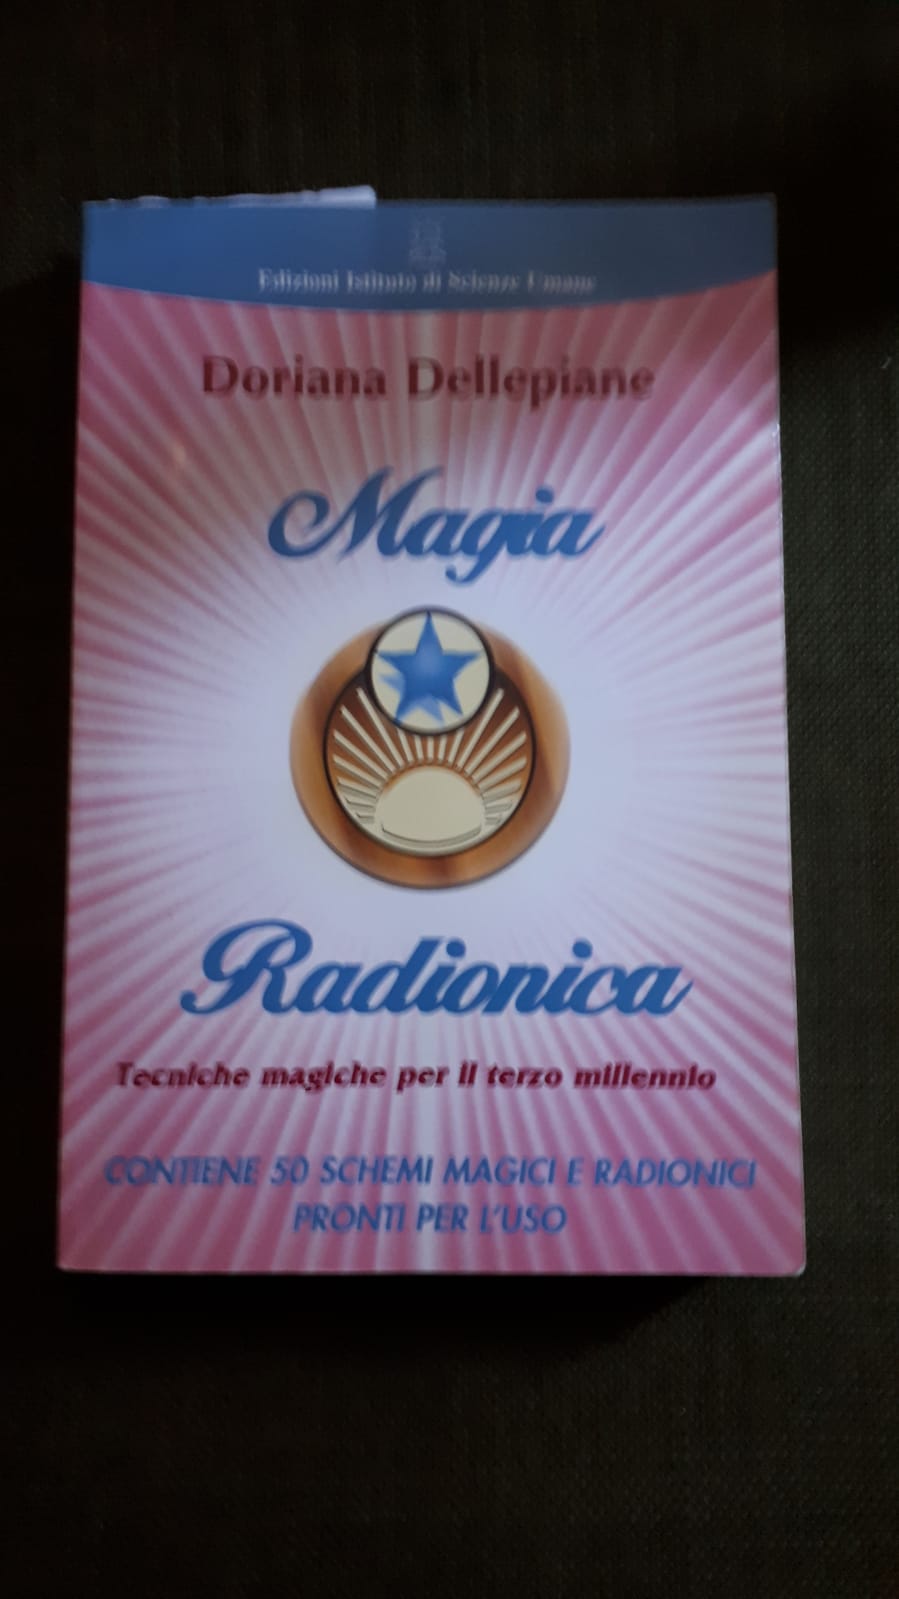 Edizioni Istituto di Scienze Umane
Doriana Dellepiane
Magia
Radionica
Tecniche magiche per il terzo millennio
CONTIENE 50 SCHEMI MAGICI E RADIONICI
PRONTI PER L'USO